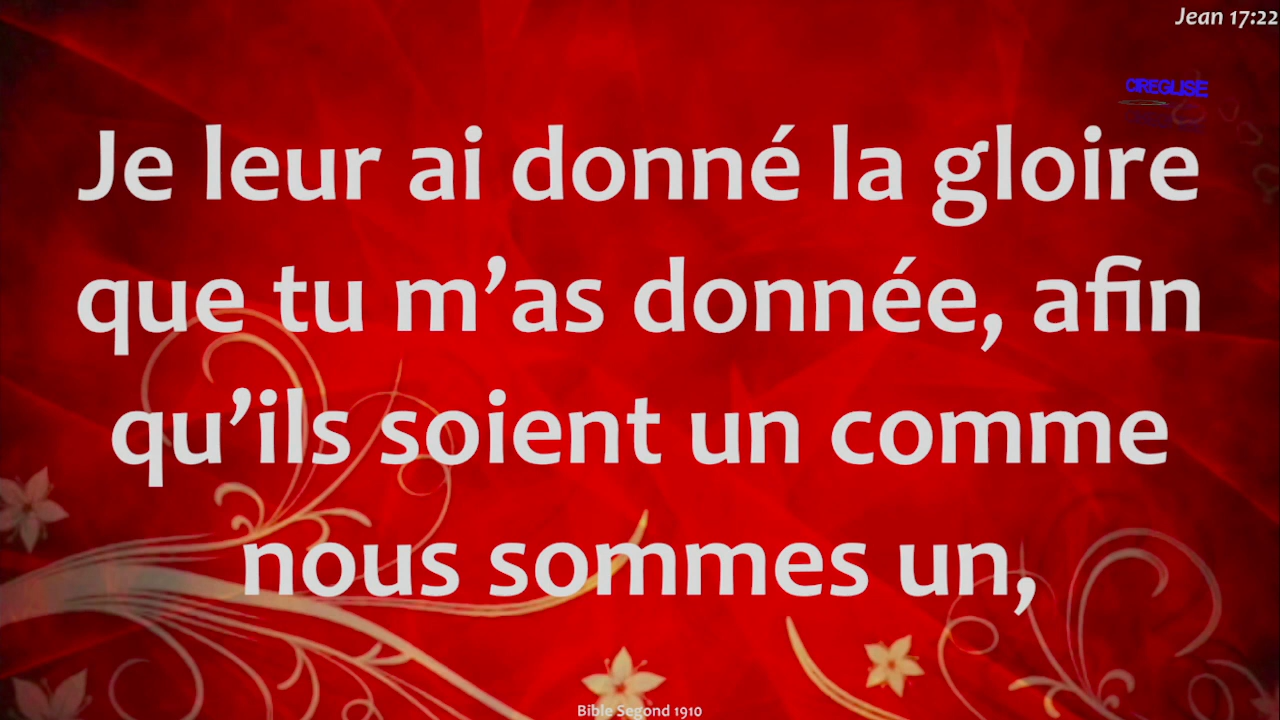 Jean 17:22
CIREGLISE
Je leur ai donné la gloire
que tu m’as donnée, afin
qu’ils soient un comme
nous sommes un,
Bible Segond 1910